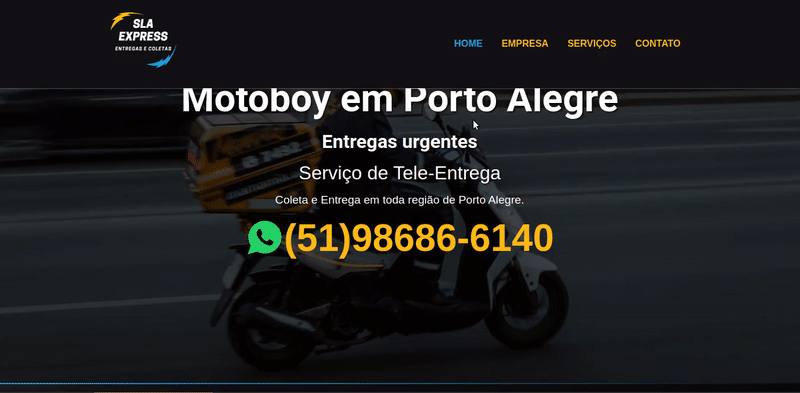 SLA
EXPRESS
ENTREGAS E COLETAS
HOME EMPRESA SERVIÇOS CONTATO
Motoboy em Porto Alegre
Entregas urgentes
Serviço de Tele-Entrega
Coleta e Entrega em toda região de Porto Alegre.
(51)98686-6140